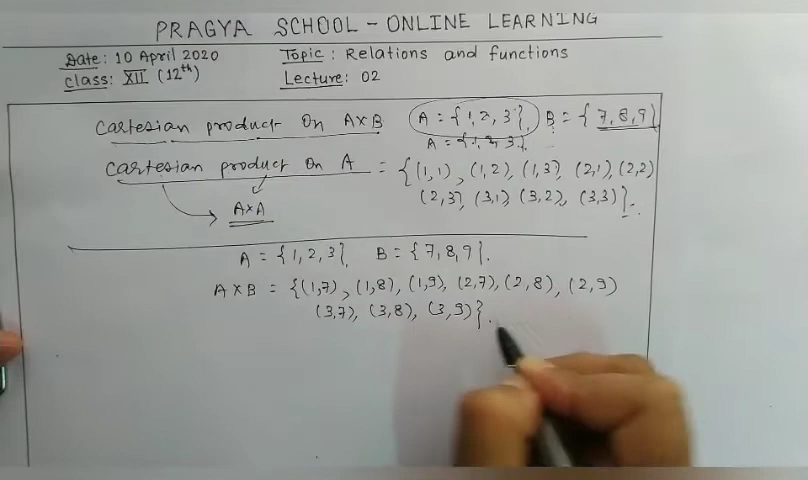 PRAGYA SCHOOL - ONLINE LEARNING
Date: 10 April 2020 Topic: Relations and functions
Class: XII (12th) Lecture: 02
Cartesian product On A×B A = {1,2,3}, B = {7,8,9}
A = {1,2,3}.
Cartesian product On A = {(1,1), (1,2), (1,3), (2,1), (2,2)
(2,3), (3,1), (3,2), (3,3)}.
A×A
A = {1,2,3}, B = {7,8,9}.
A×B = {(1,7), (1,8), (1,9), (2,7), (2,8), (2,9)
(3,7), (3,8), (3,9)}.